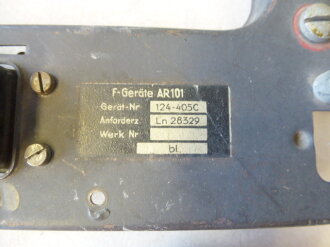 F-Geräte AR101
Gerät-Nr 124-405C
Anforderz. Ln 28329
Werk Nr
bl.